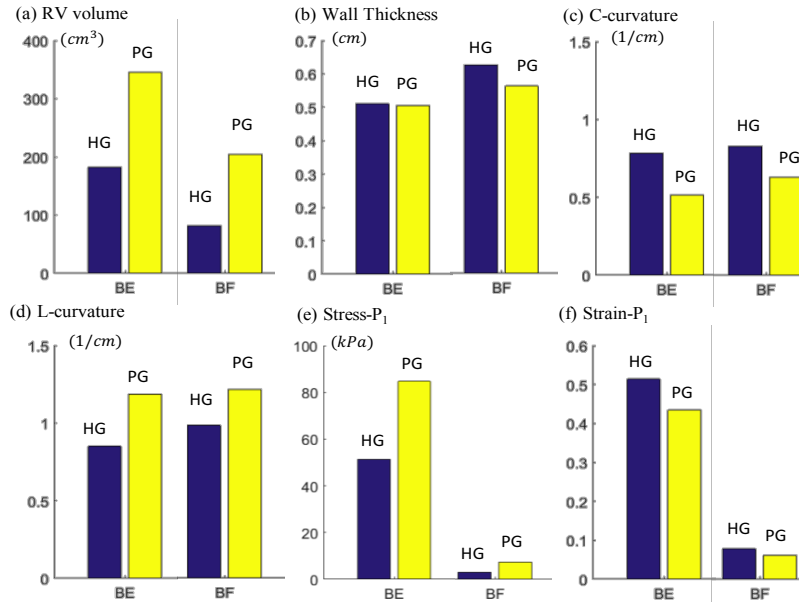 (a) RV volume
(cm³)
400
300
200
100
0
HG
PG
HG
PG
BE
BF
(b) Wall Thickness
(cm)
0.7
0.6
0.5
0.4
0.3
0.2
0.1
0
HG
PG
HG
PG
BE
BF
(c) C-curvature
(1/cm)
1.5
1
0.5
0
HG
PG
HG
PG
BE
BF
(d) L-curvature
(1/cm)
1.5
1
0.5
0
HG
PG
HG
PG
BE
BF
(e) Stress-P₁
(kPa)
100
80
60
40
20
0
HG
PG
HG
PG
BE
BF
(f) Strain-P₁
0.6
0.5
0.4
0.3
0.2
0.1
0
HG
PG
HG
PG
BE
BF